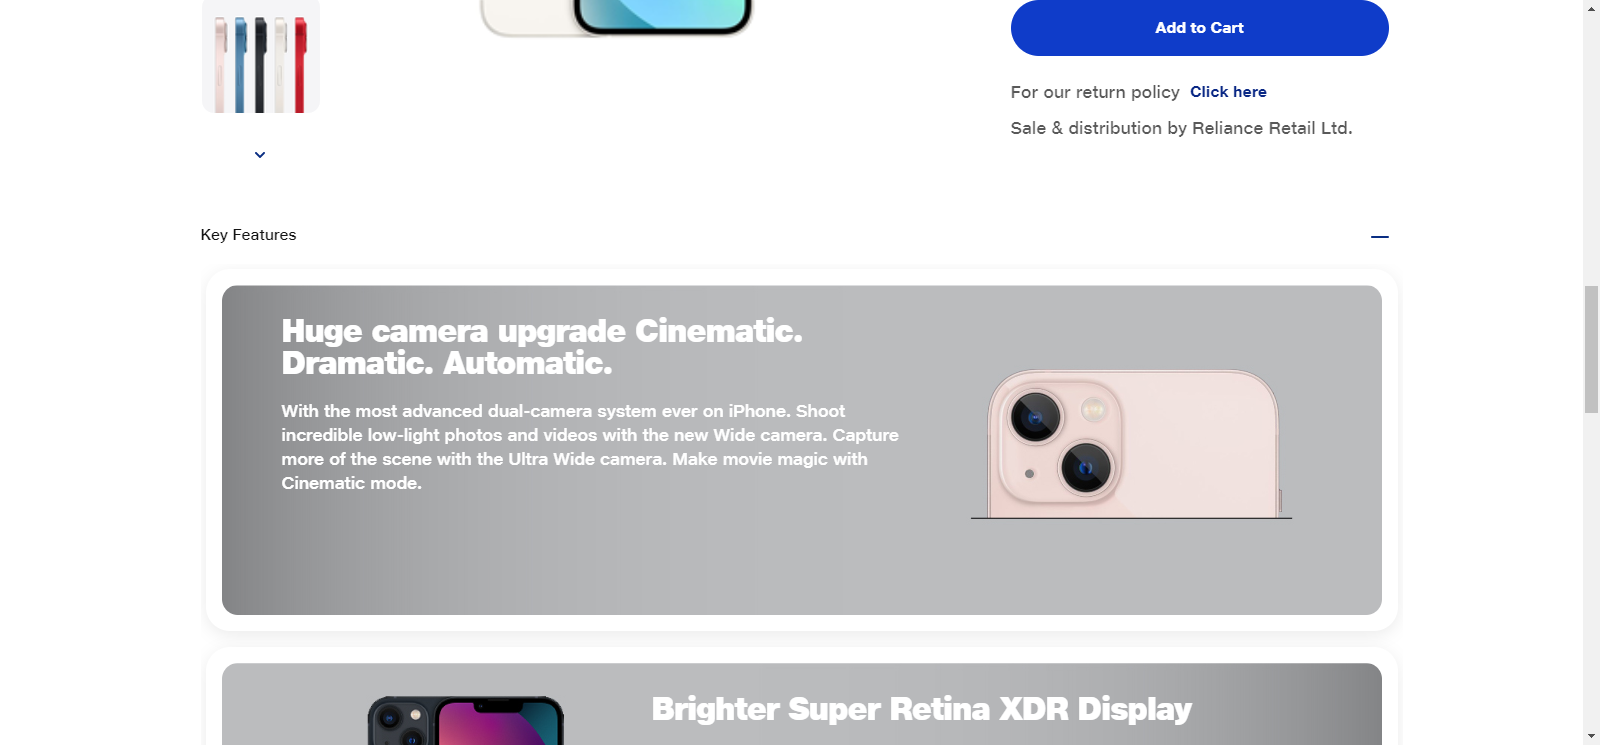 Add to Cart
For our return policy Click here
Sale & distribution by Reliance Retail Ltd.
Key Features
Huge camera upgrade Cinematic.
Dramatic. Automatic.
With the most advanced dual-camera system ever on iPhone. Shoot
incredible low-light photos and videos with the new Wide camera. Capture
more of the scene with the Ultra Wide camera. Make movie magic with
Cinematic mode.
Brighter Super Retina XDR Display